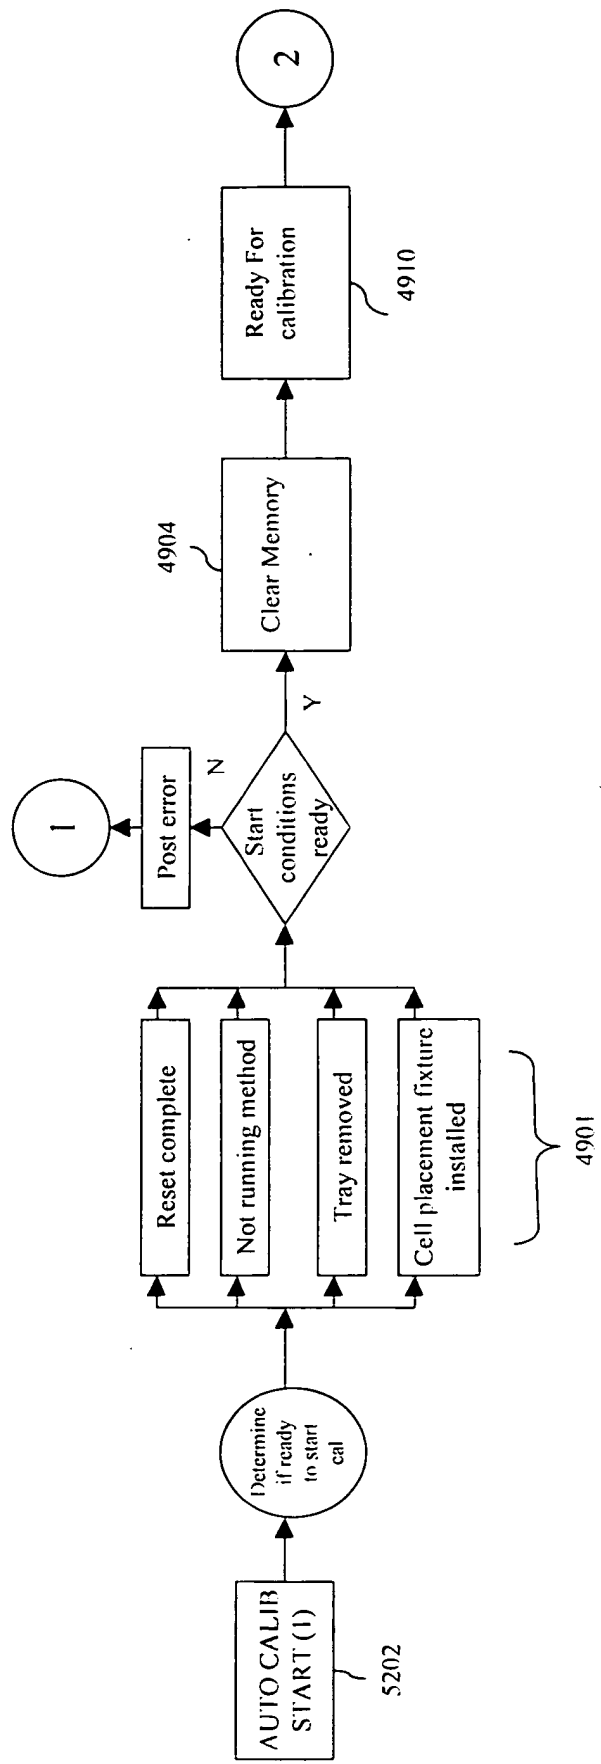 AUTO CALIB
START (1)
5202
Determine
if ready
to start
cal
Reset complete
Not running method
Tray removed
Cell placement fixture
installed
4901
Start
conditions
ready
N
Post error
1
Y
Clear Memory
4904
Ready For
calibration
4910
2